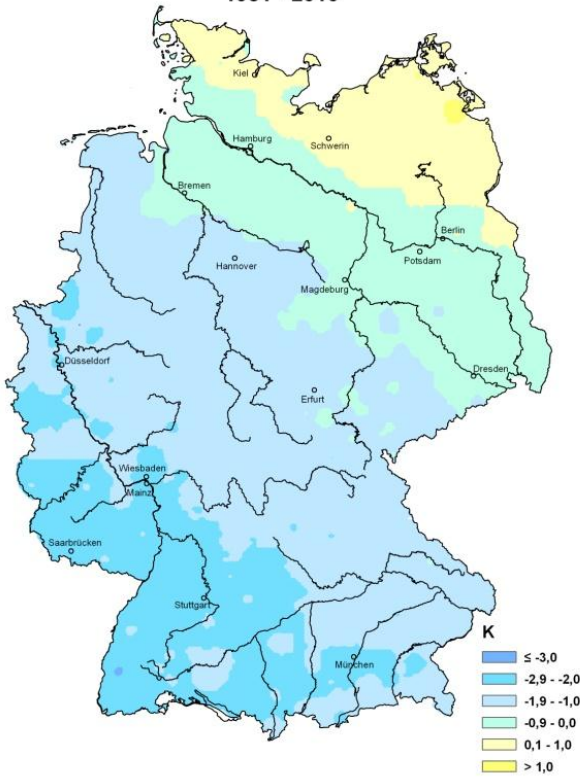 Kiel
Hamburg
Schwerin
Bremen
Berlin
Hannover
Potsdam
Magdeburg
Düsseldorf
Dresden
Erfurt
Wiesbaden
Mainz
Saarbrücken
Stuttgart
München
K
≤ -3,0
-2,9 - -2,0
-1,9 - -1,0
-0,9 - 0,0
0,1 - 1,0
> 1,0